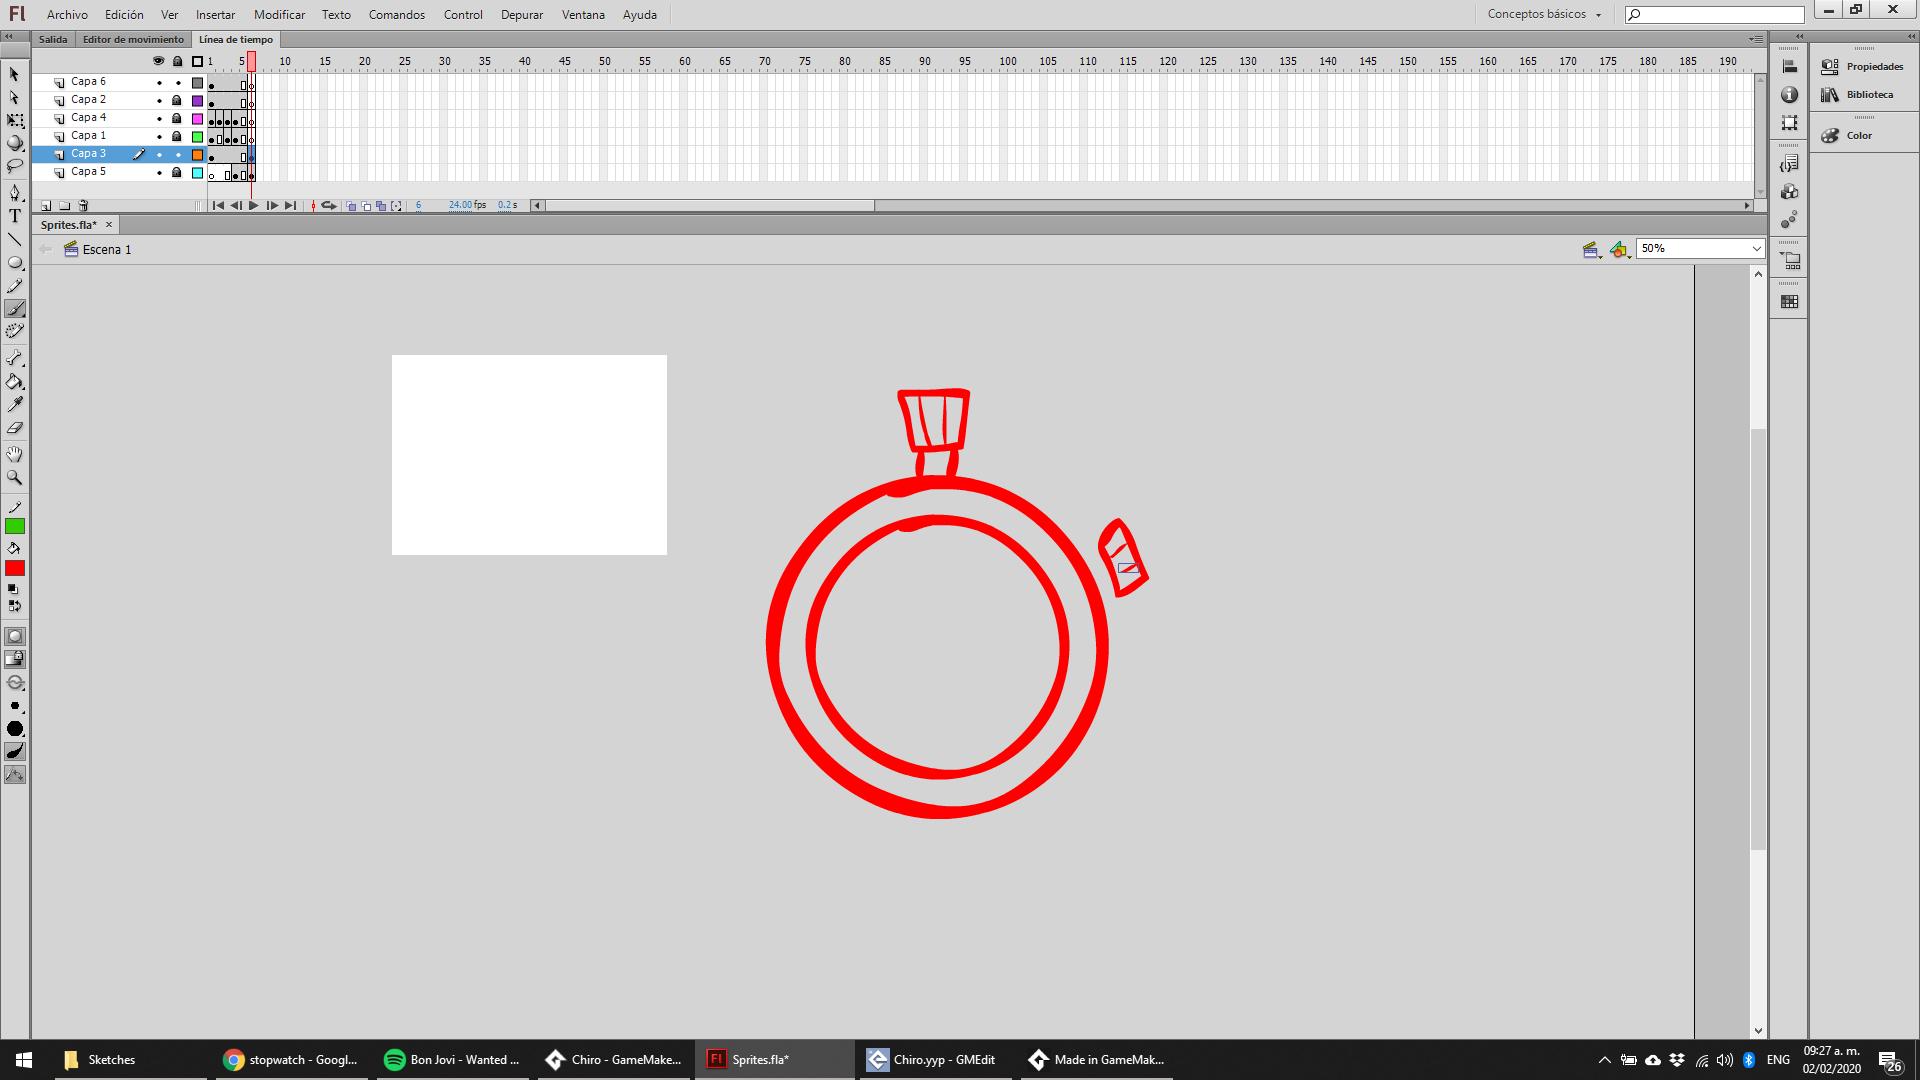 Fl Archivo Edición Ver Insertar Modificar Texto Comandos Control Depurar Ventana Ayuda Conceptos básicos
Salida Editor de movimiento Línea de tiempo
1 5 10 15 20 25 30 35 40 45 50 55 60 65 70 75 80 85 90 95 100 105 110 115 120 125 130 135 140 145 150 155 160 165 170 175 180 185 190
Capa 6
Capa 2
Capa 4
Capa 1
Capa 3
Capa 5
6 24.00 fps 0.2 s
Sprites.fla*
Escena 1 50%
T
Propiedades
Biblioteca
Color
Sketches stopwatch - Googl... Bon Jovi - Wanted ... Chiro - GameMake... Fl Sprites.fla* Chiro.yyp - GMEdit Made in GameMak... ENG 09:27 a. m.
02/02/2020 26